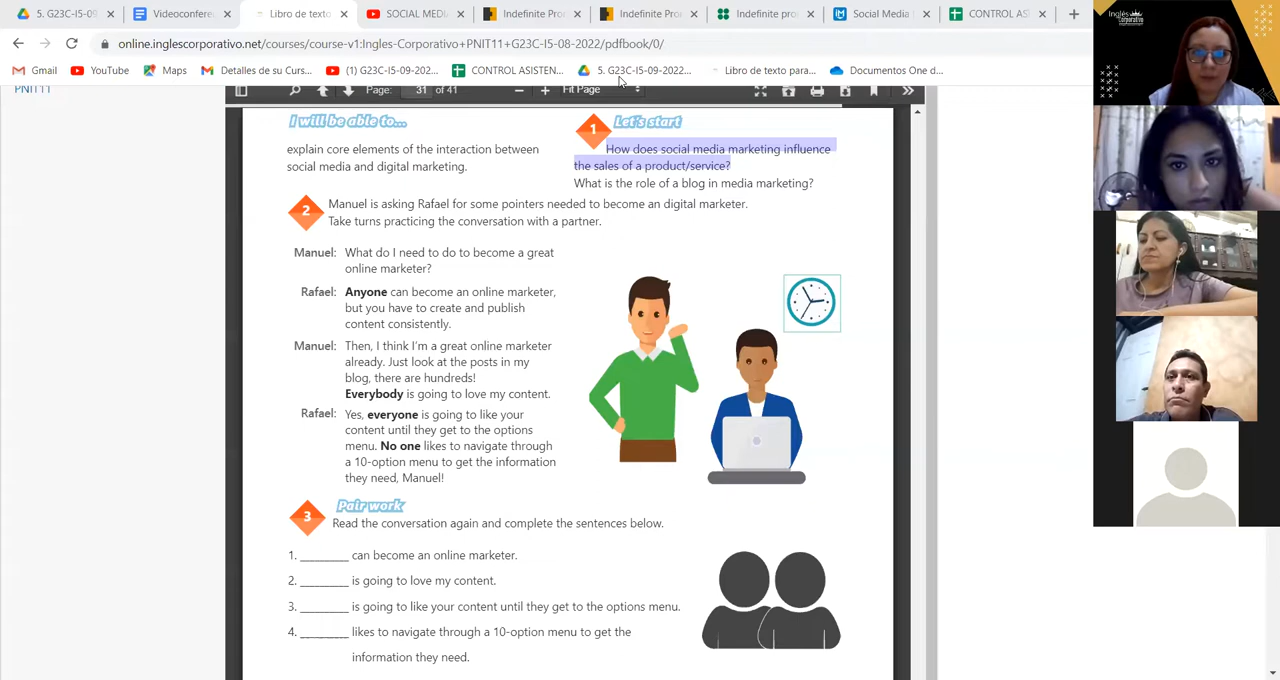 5. G23C-I5-09
Videoconfere
Libro de texto
SOCIAL MEDI
Indefinite Pror
Indefinite Pror
Indefinite pro
Social Media
CONTROL AS
online.inglescorporativo.net/courses/course-v1:Ingles-Corporativo+PNIT11+G23C-I5-08-2022/pdfbook/0/
Gmail
YouTube
Maps
Detalles de su Curs...
(1) G23C-I5-09-202...
CONTROL ASISTEN...
5. G23C-I5-09-2022...
Libro de texto para...
Documentos One d...
PNIT11
Page: 31 of 41
Fit Page
I will be able to...
explain core elements of the interaction between
social media and digital marketing.
1 Let's start
How does social media marketing influence
the sales of a product/service?
What is the role of a blog in media marketing?
2 Manuel is asking Rafael for some pointers needed to become an digital marketer.
Take turns practicing the conversation with a partner.
Manuel: What do I need to do to become a great
online marketer?
Rafael: Anyone can become an online marketer,
but you have to create and publish
content consistently.
Manuel: Then, I think I'm a great online marketer
already. Just look at the posts in my
blog, there are hundreds!
Everybody is going to love my content.
Rafael: Yes, everyone is going to like your
content until they get to the options
menu. No one likes to navigate through
a 10-option menu to get the information
they need, Manuel!
3 Pair work
Read the conversation again and complete the sentences below.
1. ________ can become an online marketer.
2. ________ is going to love my content.
3. ________ is going to like your content until they get to the options menu.
4. ________ likes to navigate through a 10-option menu to get the
information they need.
Inglés
Corporativo